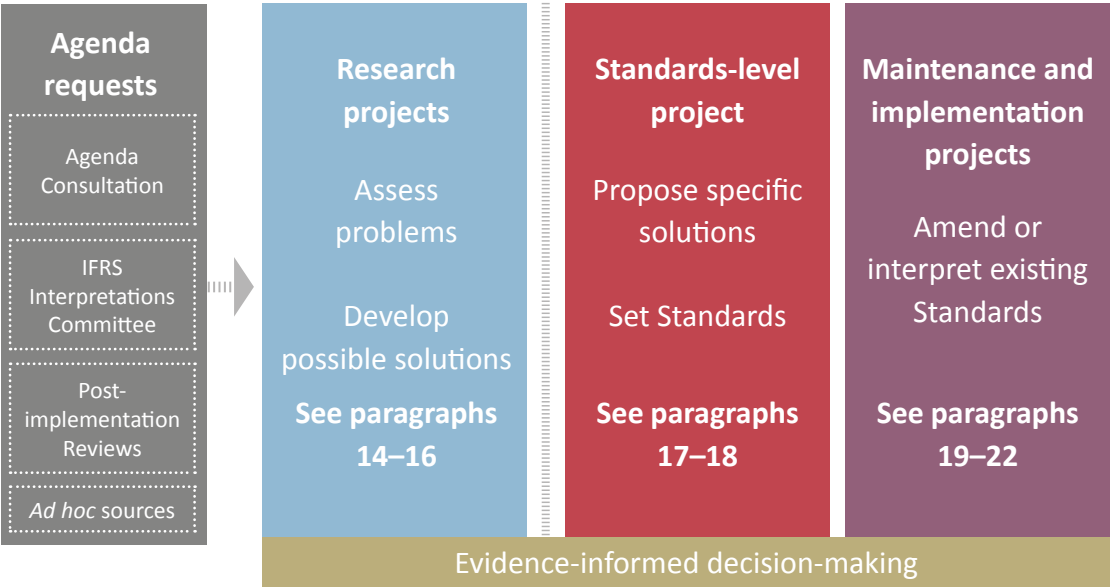 Agenda
requests
Agenda
Consultation
IFRS
Interpretations
Committee
Post-
implementation
Reviews
Ad hoc sources
Research
projects
Assess
problems
Develop
possible solutions
See paragraphs
14–16
Standards-level
project
Propose specific
solutions
Set Standards
See paragraphs
17–18
Maintenance and
implementation
projects
Amend or
interpret existing
Standards
See paragraphs
19–22
Evidence-informed decision-making